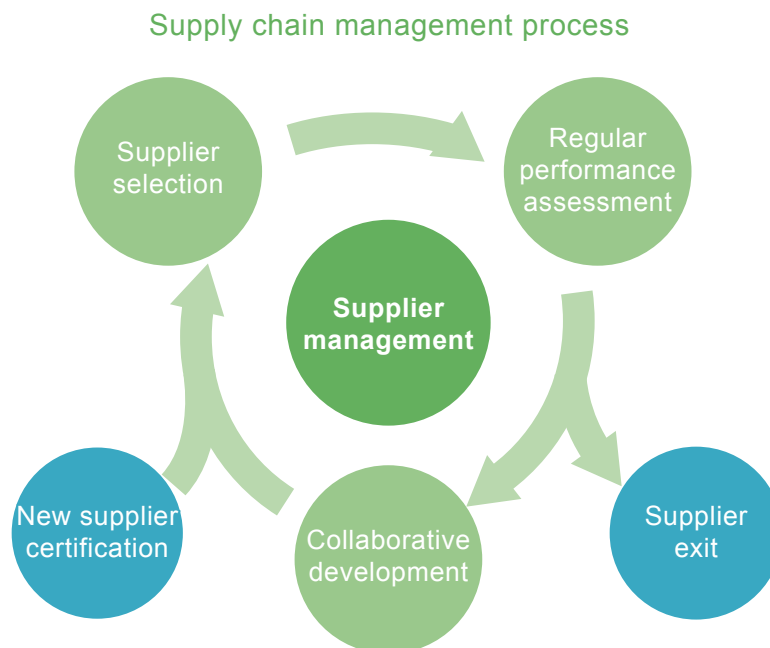 Supply chain management process
Supplier
selection
Regular
performance
assessment
Supplier
management
New supplier
certification
Collaborative
development
Supplier
exit